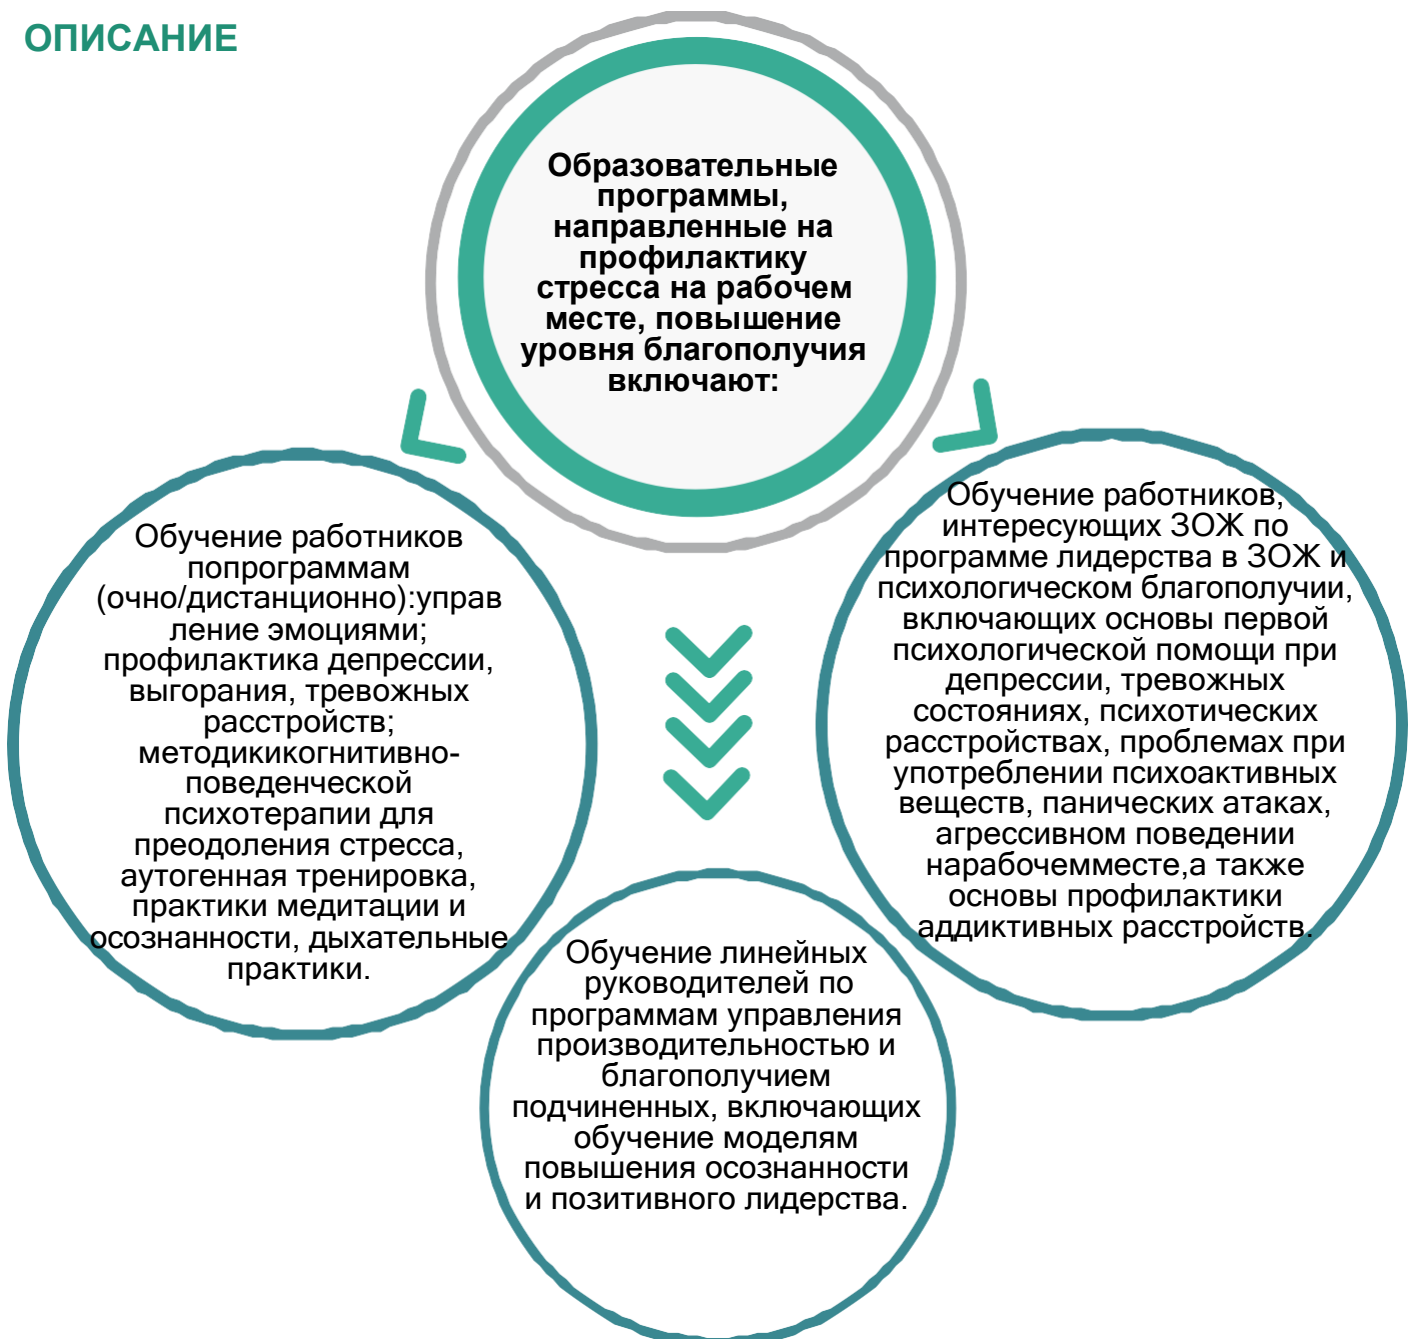 ОПИСАНИЕ
Образовательные
программы,
направленные на
профилактику
стресса на рабочем
месте, повышение
уровня благополучия
включают:
Обучение работников
попрограммам
(очно/дистанционно):управ
ление эмоциями;
профилактика депрессии,
выгорания, тревожных
расстройств;
методикикогнитивно-
поведенческой
психотерапии для
преодоления стресса,
аутогенная тренировка,
практики медитации и
осознанности, дыхательные
практики.
Обучение линейных
руководителей по
программам управления
производительностью и
благополучием
подчиненных, включающих
обучение моделям
повышения осознанности
и позитивного лидерства.
Обучение работников,
интересующих ЗОЖ по
программе лидерства в ЗОЖ и
психологическом благополучии,
включающих основы первой
психологической помощи при
депрессии, тревожных
состояниях, психотических
расстройствах, проблемах при
употреблении психоактивных
веществ, панических атаках,
агрессивном поведении
нарабочемместе,а также
основы профилактики
аддиктивных расстройств.